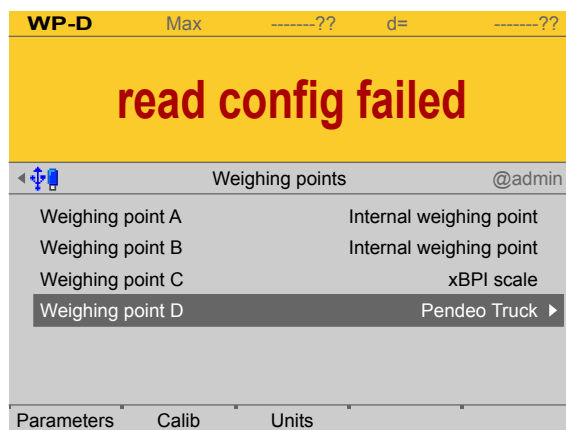 WP-D Max -------?? d= -------??
read config failed
Weighing points @admin
Weighing point A Internal weighing point
Weighing point B Internal weighing point
Weighing point C xBPI scale
Weighing point D Pendeo Truck
Parameters Calib Units